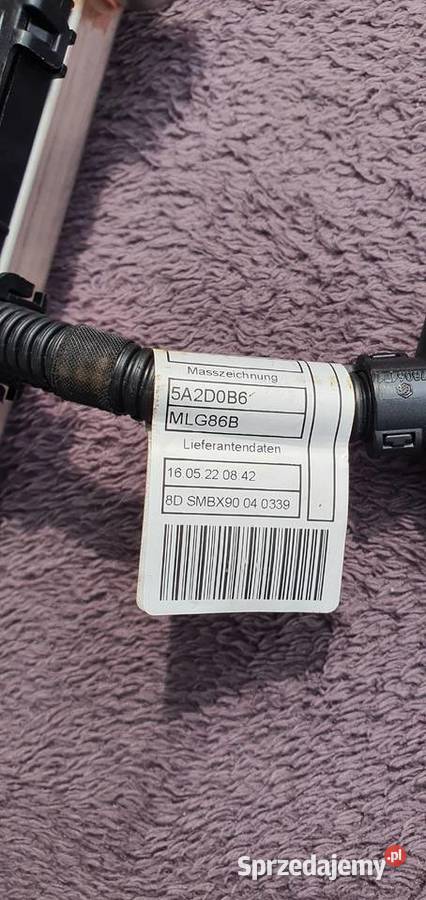 Masszeichnung
5A2D0B6
MLG86B
Lieferantendaten
16.05.22 08:42
8D SMBX90 04 0339
Sprzedajemy.pl